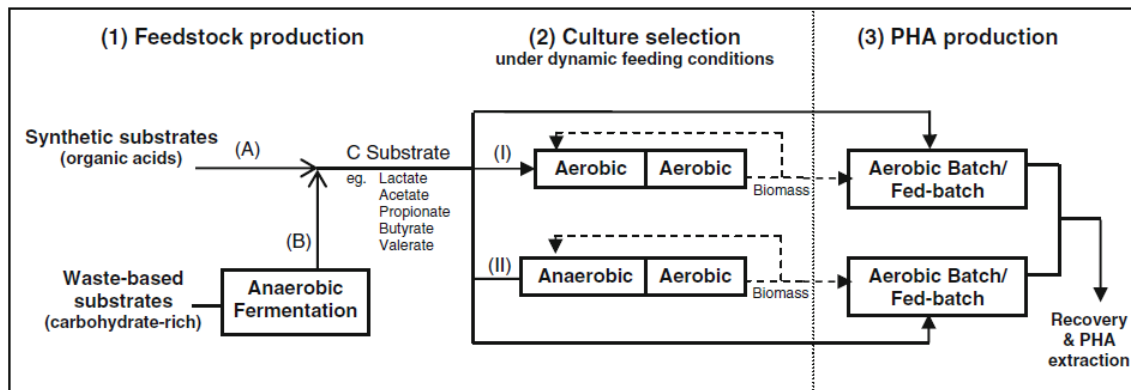 (1) Feedstock production
(2) Culture selection
under dynamic feeding conditions
(3) PHA production
Synthetic substrates
(organic acids)
(A)
C Substrate
eg. Lactate
Acetate
Propionate
Butyrate
Valerate
(B)
Waste-based
substrates
(carbohydrate-rich)
Anaerobic
Fermentation
(I)
Aerobic
Aerobic
Biomass
(II)
Anaerobic
Aerobic
Biomass
Aerobic Batch/
Fed-batch
Aerobic Batch/
Fed-batch
Recovery
& PHA
extraction